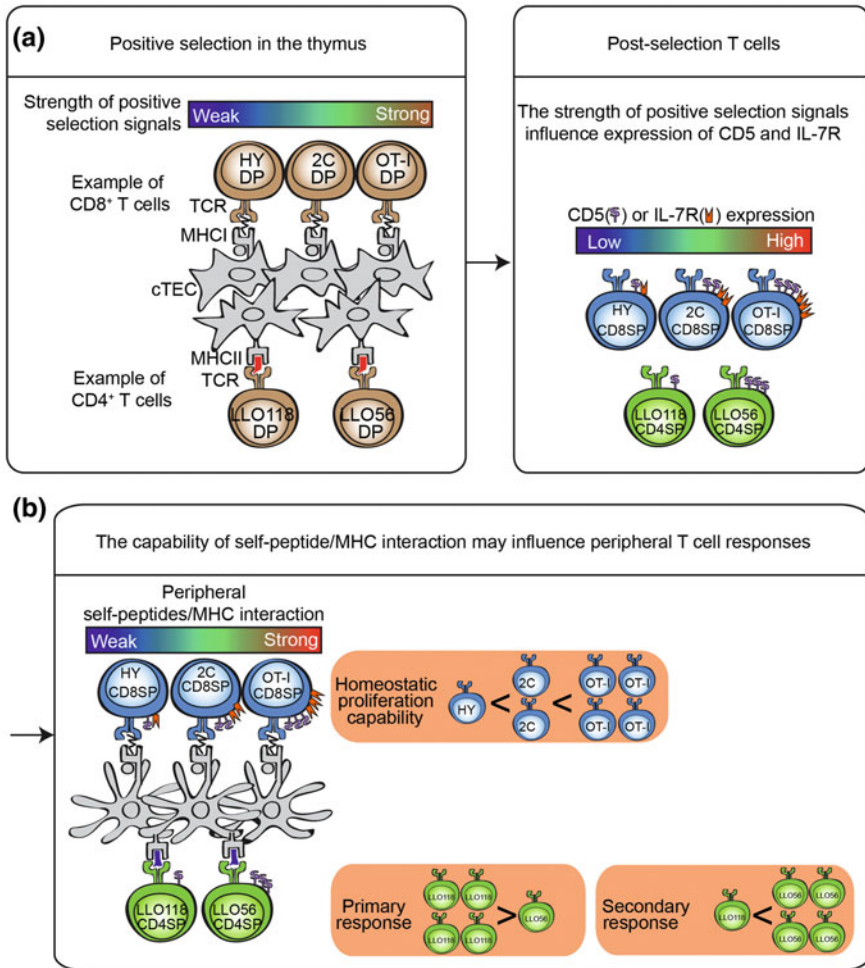 (a)
Positive selection in the thymus
Strength of positive
selection signals
Weak
Strong
Example of
CD8+ T cells
HY
DP
2C
DP
OT-I
DP
TCR
MHCI
cTEC
MHCII
TCR
Example of
CD4+ T cells
LLO118
DP
LLO56
DP
Post-selection T cells
The strength of positive selection signals
influence expression of CD5 and IL-7R
CD5( ) or IL-7R( ) expression
Low
High
HY
CD8SP
2C
CD8SP
OT-I
CD8SP
LLO118
CD4SP
LLO56
CD4SP
(b)
The capability of self-peptide/MHC interaction may influence peripheral T cell responses
Peripheral
self-peptides/MHC interaction
Weak
Strong
HY
CD8SP
2C
CD8SP
OT-I
CD8SP
LLO118
CD4SP
LLO56
CD4SP
Homeostatic
proliferation
capability
HY
<
2C
2C
<
OT-I OT-I
OT-I OT-I
Primary
response
LLO118 LLO118
LLO118 LLO118
>
LLO56
Secondary
response
LLO118
<
LLO56 LLO56
LLO56 LLO56